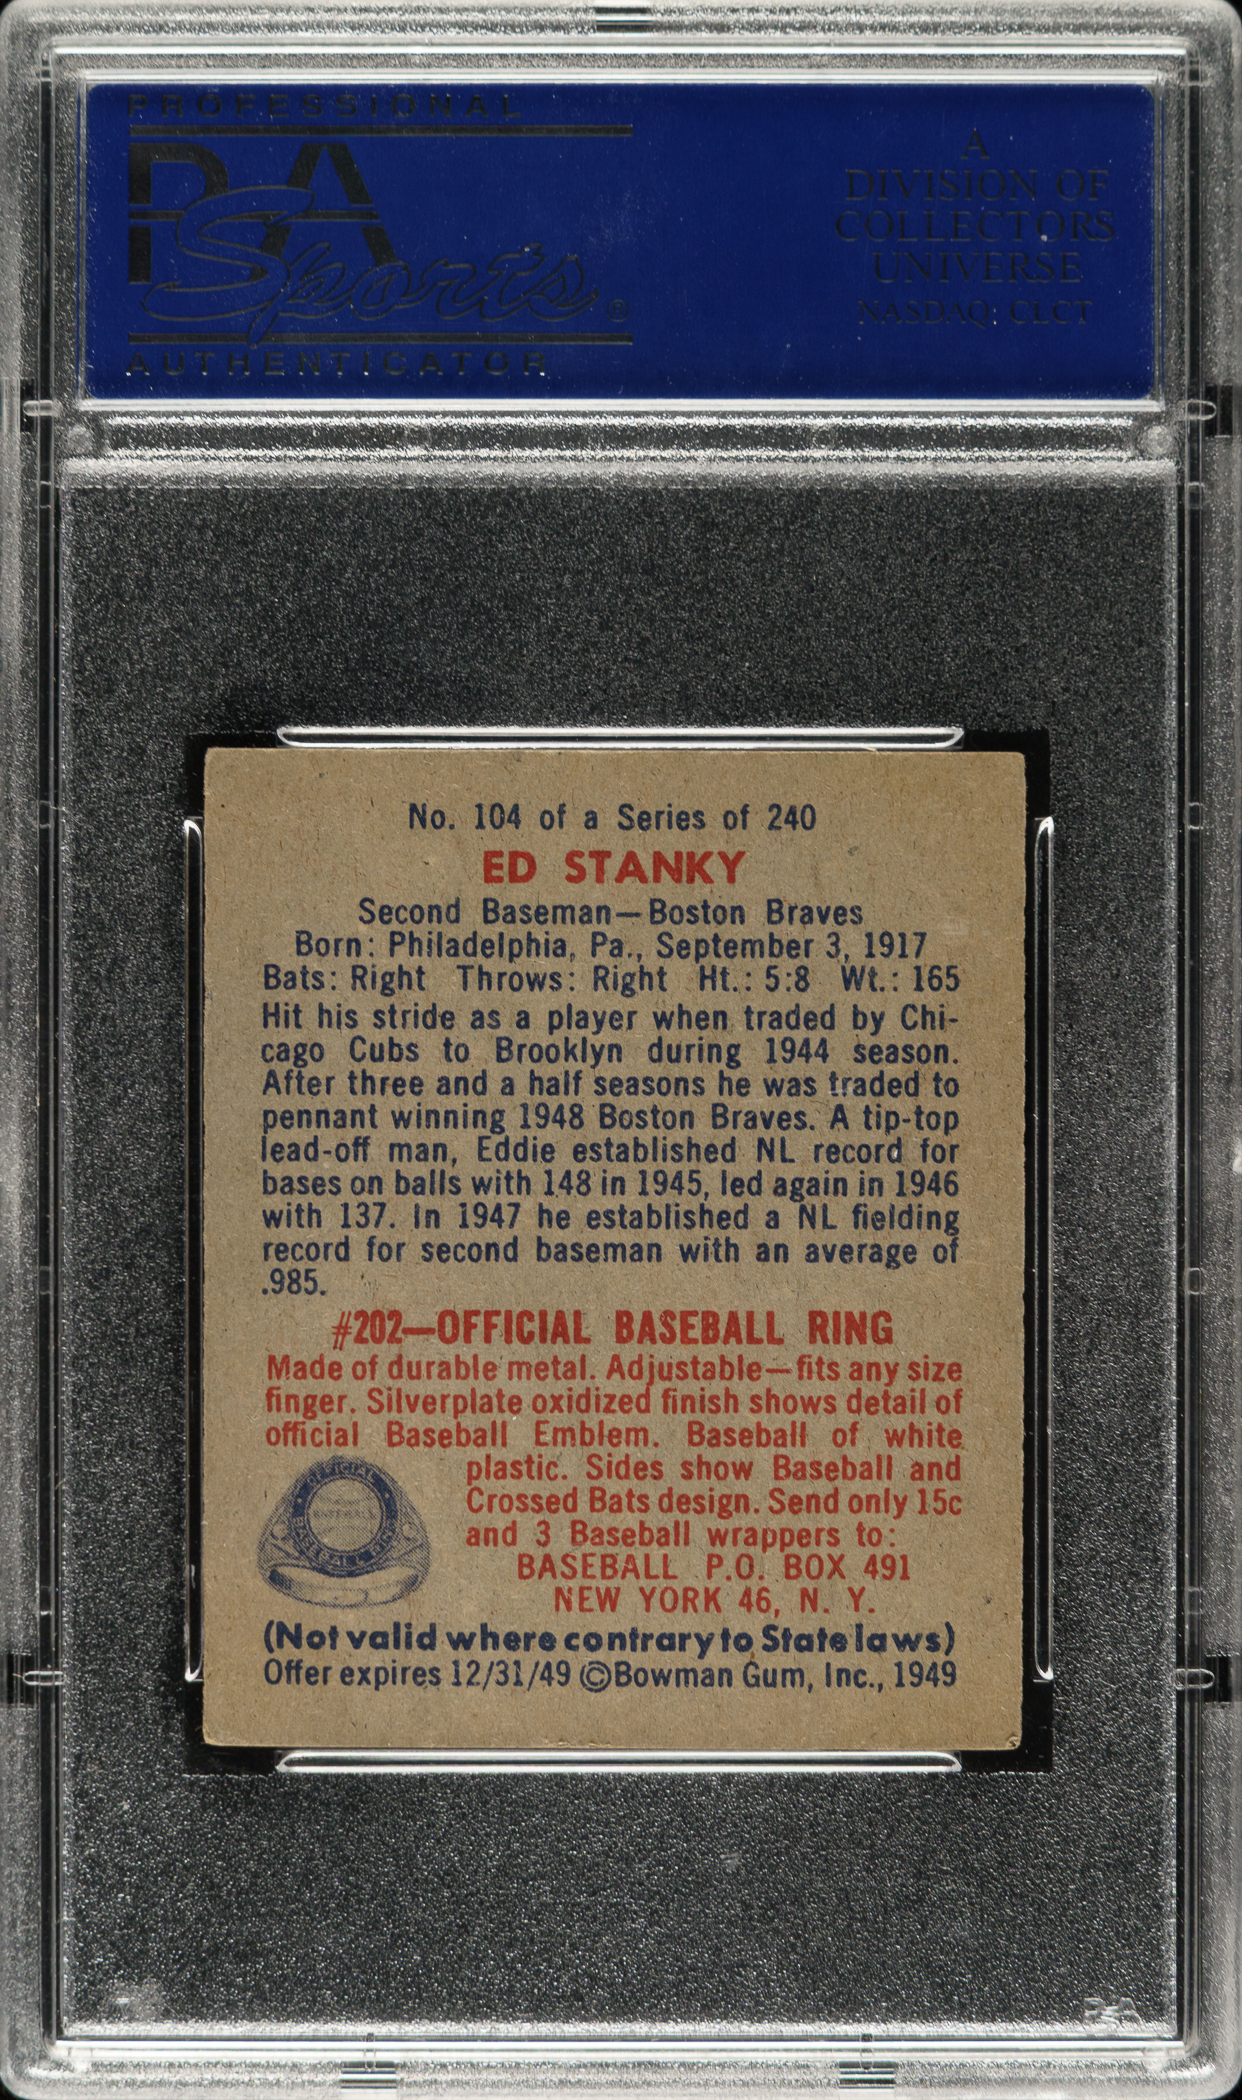 PROFESSIONAL
PSA
Sports®
AUTHENTICATOR
A
DIVISION OF
COLLECTORS
UNIVERSE
NASDAQ: CLCT
No. 104 of a Series of 240
ED STANKY
Second Baseman—Boston Braves
Born: Philadelphia, Pa., September 3, 1917
Bats: Right Throws: Right Ht.: 5:8 Wt.: 165
Hit his stride as a player when traded by Chi-
cago Cubs to Brooklyn during 1944 season.
After three and a half seasons he was traded to
pennant winning 1948 Boston Braves. A tip-top
lead-off man, Eddie established NL record for
bases on balls with 148 in 1945, led again in 1946
with 137. In 1947 he established a NL fielding
record for second baseman with an average of
.985.
#202—OFFICIAL BASEBALL RING
Made of durable metal. Adjustable—fits any size
finger. Silverplate oxidized finish shows detail of
official Baseball Emblem. Baseball of white
plastic. Sides show Baseball and
Crossed Bats design. Send only 15c
and 3 Baseball wrappers to:
BASEBALL P.O. BOX 491
NEW YORK 46, N. Y.
OFFICIAL
BASEBALL
BASEBALL RING
(Not valid where contrary to State laws)
Offer expires 12/31/49 ©Bowman Gum, Inc., 1949
PSA